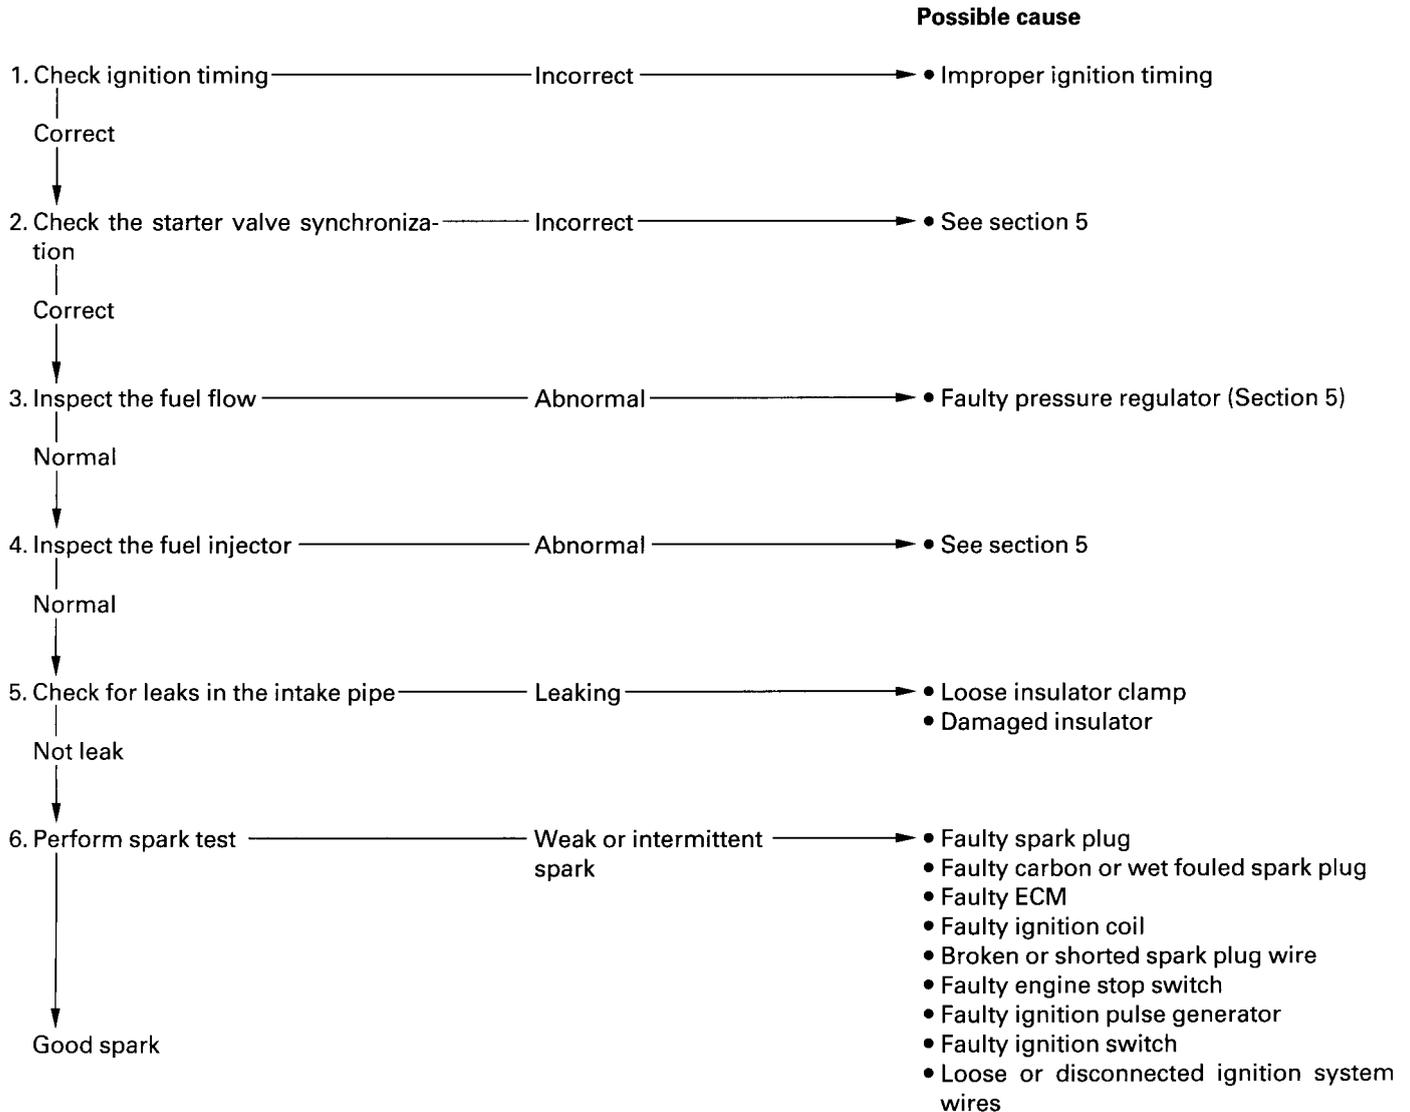 Possible cause
1. Check ignition timing Incorrect • Improper ignition timing
Correct
2. Check the starter valve synchroniza- Incorrect • See section 5
tion
Correct
3. Inspect the fuel flow Abnormal • Faulty pressure regulator (Section 5)
Normal
4. Inspect the fuel injector Abnormal • See section 5
Normal
5. Check for leaks in the intake pipe Leaking • Loose insulator clamp
• Damaged insulator
Not leak
6. Perform spark test Weak or intermittent • Faulty spark plug
spark • Faulty carbon or wet fouled spark plug
• Faulty ECM
• Faulty ignition coil
• Broken or shorted spark plug wire
• Faulty engine stop switch
• Faulty ignition pulse generator
Good spark • Faulty ignition switch
• Loose or disconnected ignition system
wires